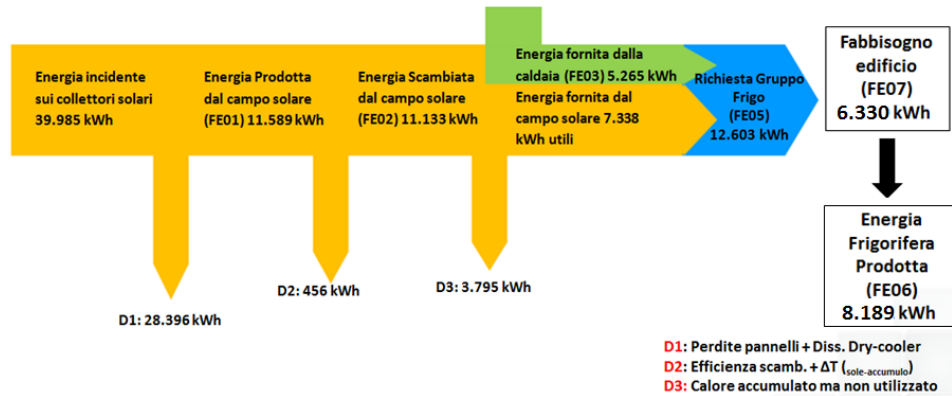 Energia incidente
sui collettori solari
39.985 kWh
Energia Prodotta
dal campo solare
(FE01) 11.589 kWh
Energia Scambiata
dal campo solare
(FE02) 11.133 kWh
Energia fornita dalla
caldaia (FE03) 5.265 kWh
Energia fornita dal
campo solare 7.338
kWh utili
Richiesta Gruppo
Frigo
(FE05)
12.603 kWh
Fabbisogno
edificio
(FE07)
6.330 kWh
Energia
Frigorifera
Prodotta
(FE06)
8.189 kWh
D1: 28.396 kWh
D2: 456 kWh
D3: 3.795 kWh
D1: Perdite pannelli + Diss. Dry-cooler
D2: Efficienza scamb. + ΔT (sole-accumulo)
D3: Calore accumulato ma non utilizzato